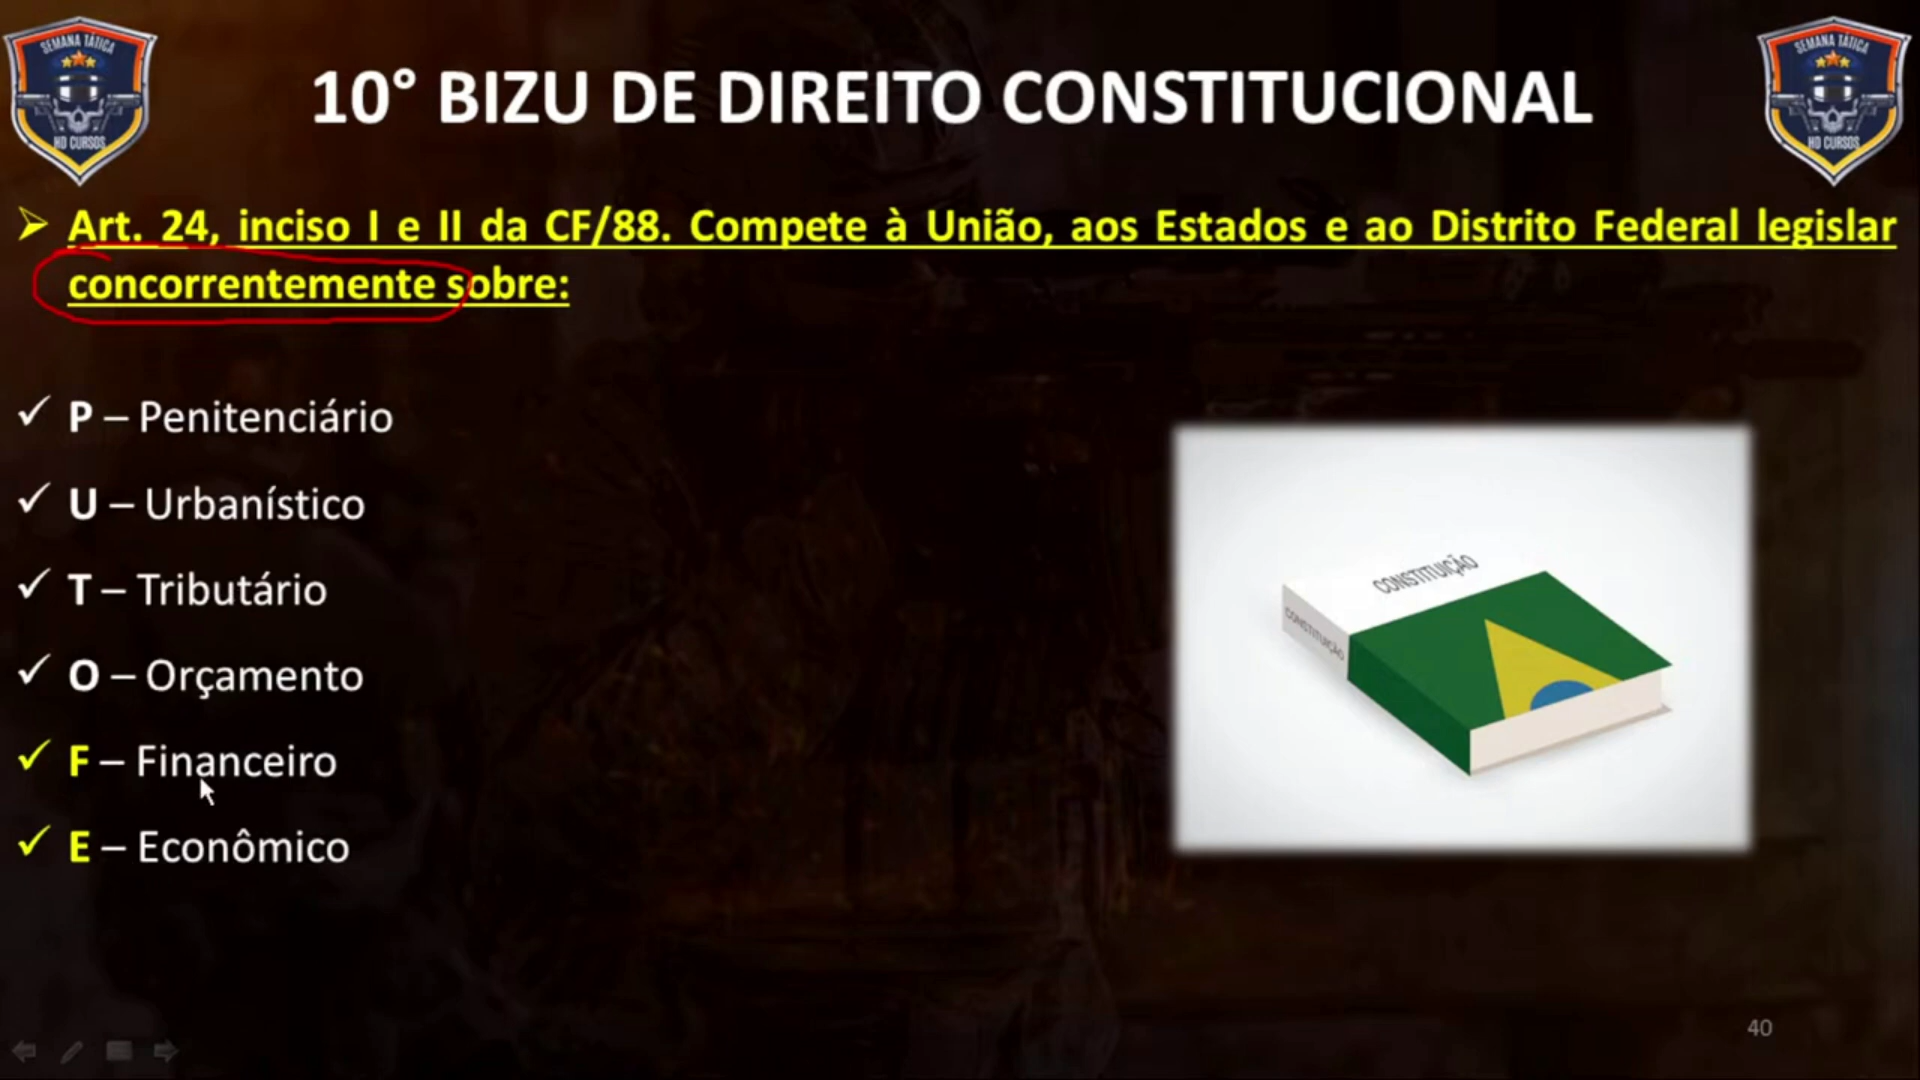 SEMANA TÁTICA
HD CURSOS
10° BIZU DE DIREITO CONSTITUCIONAL
SEMANA TÁTICA
HD CURSOS
Art. 24, inciso I e II da CF/88. Compete à União, aos Estados e ao Distrito Federal legislar
concorrentemente sobre:
P – Penitenciário
U – Urbanístico
T – Tributário
O – Orçamento
F – Financeiro
E – Econômico
CONSTITUIÇÃO
CONSTITUIÇÃO
40